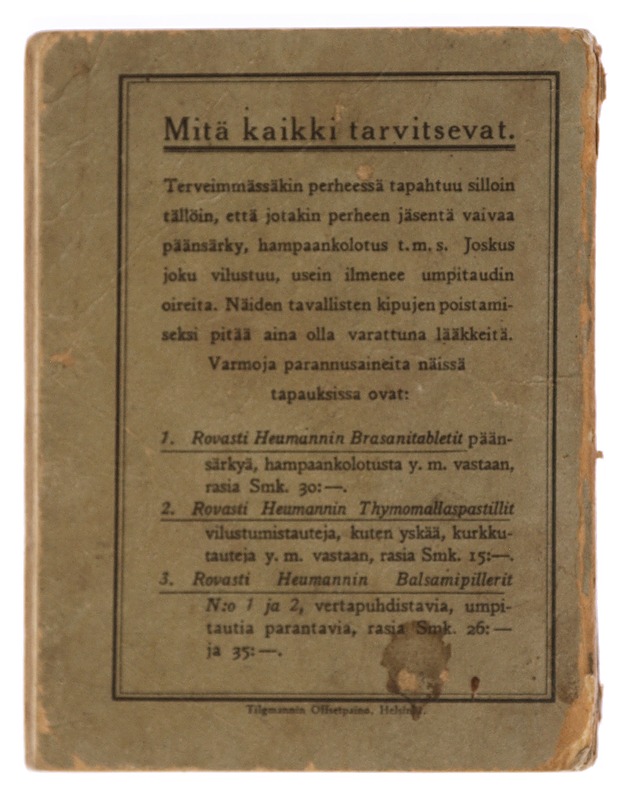 Mitä kaikki tarvitsevat.
Terveimmässäkin perheessä tapahtuu silloin
tällöin, että jotakin perheen jäsentä vaivaa
päänsärky, hampaankolotus t. m. s. Joskus
joku vilustuu, usein ilmenee umpitaudin
oireita. Näiden tavallisten kipujen poistami-
seksi pitää aina olla varattuna lääkkeitä.
Varmoja parannusaineita näissä
tapauksissa ovat:
1. Rovasti Heumannin Brasanitabletit pään-
särkyä, hampaankolotusta y. m. vastaan,
rasia Smk. 30:—.
2. Rovasti Heumannin Thymomallaspastillit
vilustumistauteja, kuten yskää, kurkku-
tauteja y. m. vastaan, rasia Smk. 15:—.
3. Rovasti Heumannin Balsamipillerit
N:o 1 ja 2, vertapuhdistavia, umpi-
tautia parantavia, rasia Smk. 26:—
ja 35:—.
Tilgmannin Offsetpaino. Helsinki.